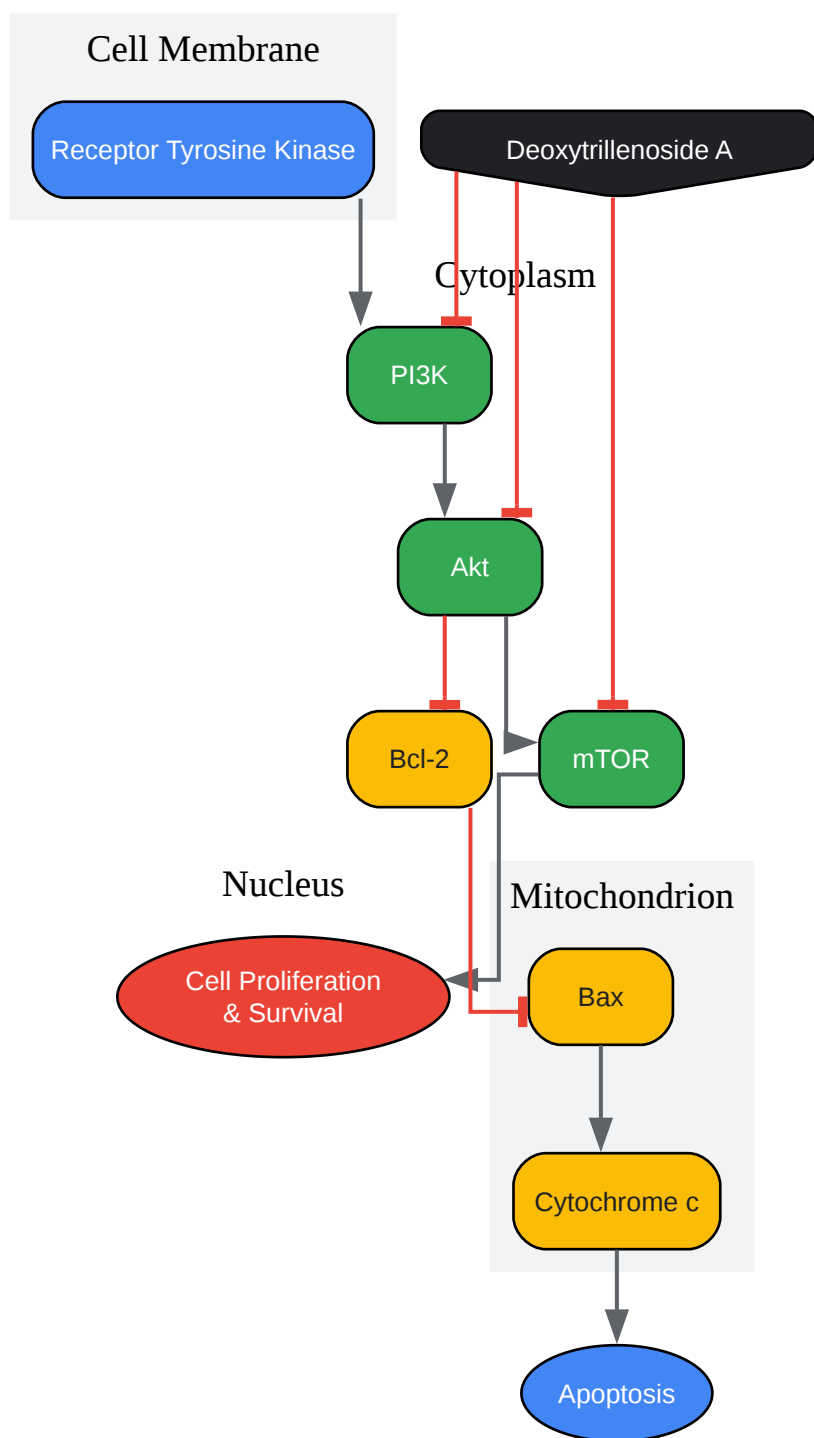 Cell Membrane
Receptor Tyrosine Kinase
Deoxytrillenoside A
Cytoplasm
PI3K
Akt
Bcl-2
mTOR
Nucleus
Mitochondrion
Cell Proliferation
& Survival
Bax
Cytochrome c
Apoptosis